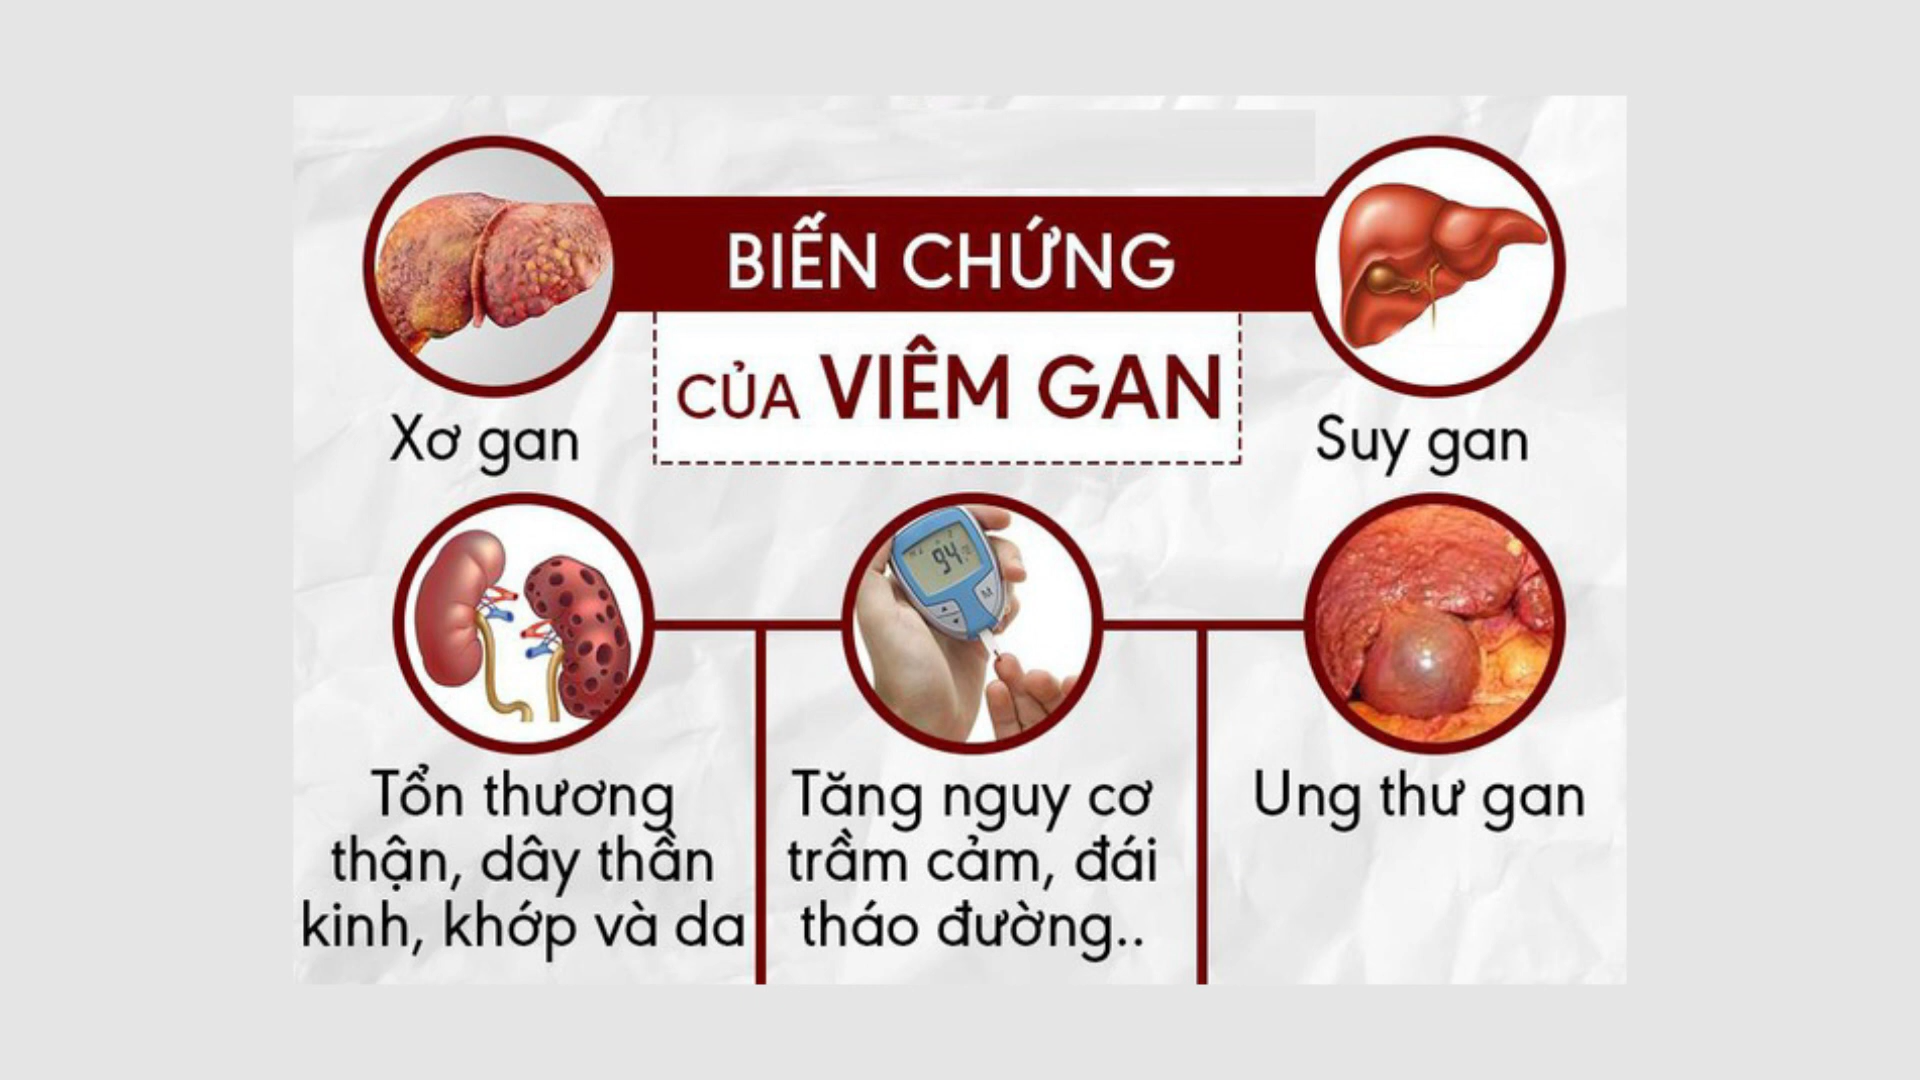 BIẾN CHỨNG
CỦA VIÊM GAN
Xơ gan
Suy gan
94
M
Tổn thương
thận, dây thần
kinh, khớp và da
Tăng nguy cơ
trầm cảm, đái
tháo đường..
Ung thư gan